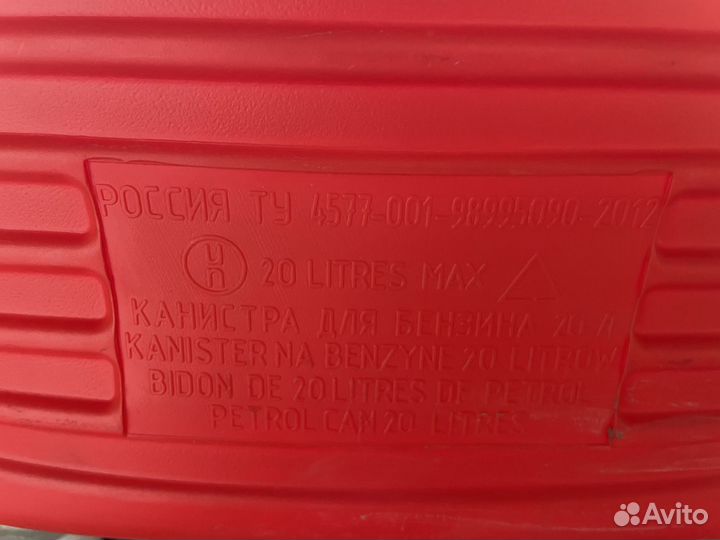 РОССИЯ ТУ 4577-001-98995090-2012
20 LITRES MAX
КАНИСТРА ДЛЯ БЕНЗИНА 20 Л
KANISTER NA BENZYNE 20 LITROW
BIDON DE 20 LITRES DE PETROL
PETROL CAN 20 LITRES
Avito